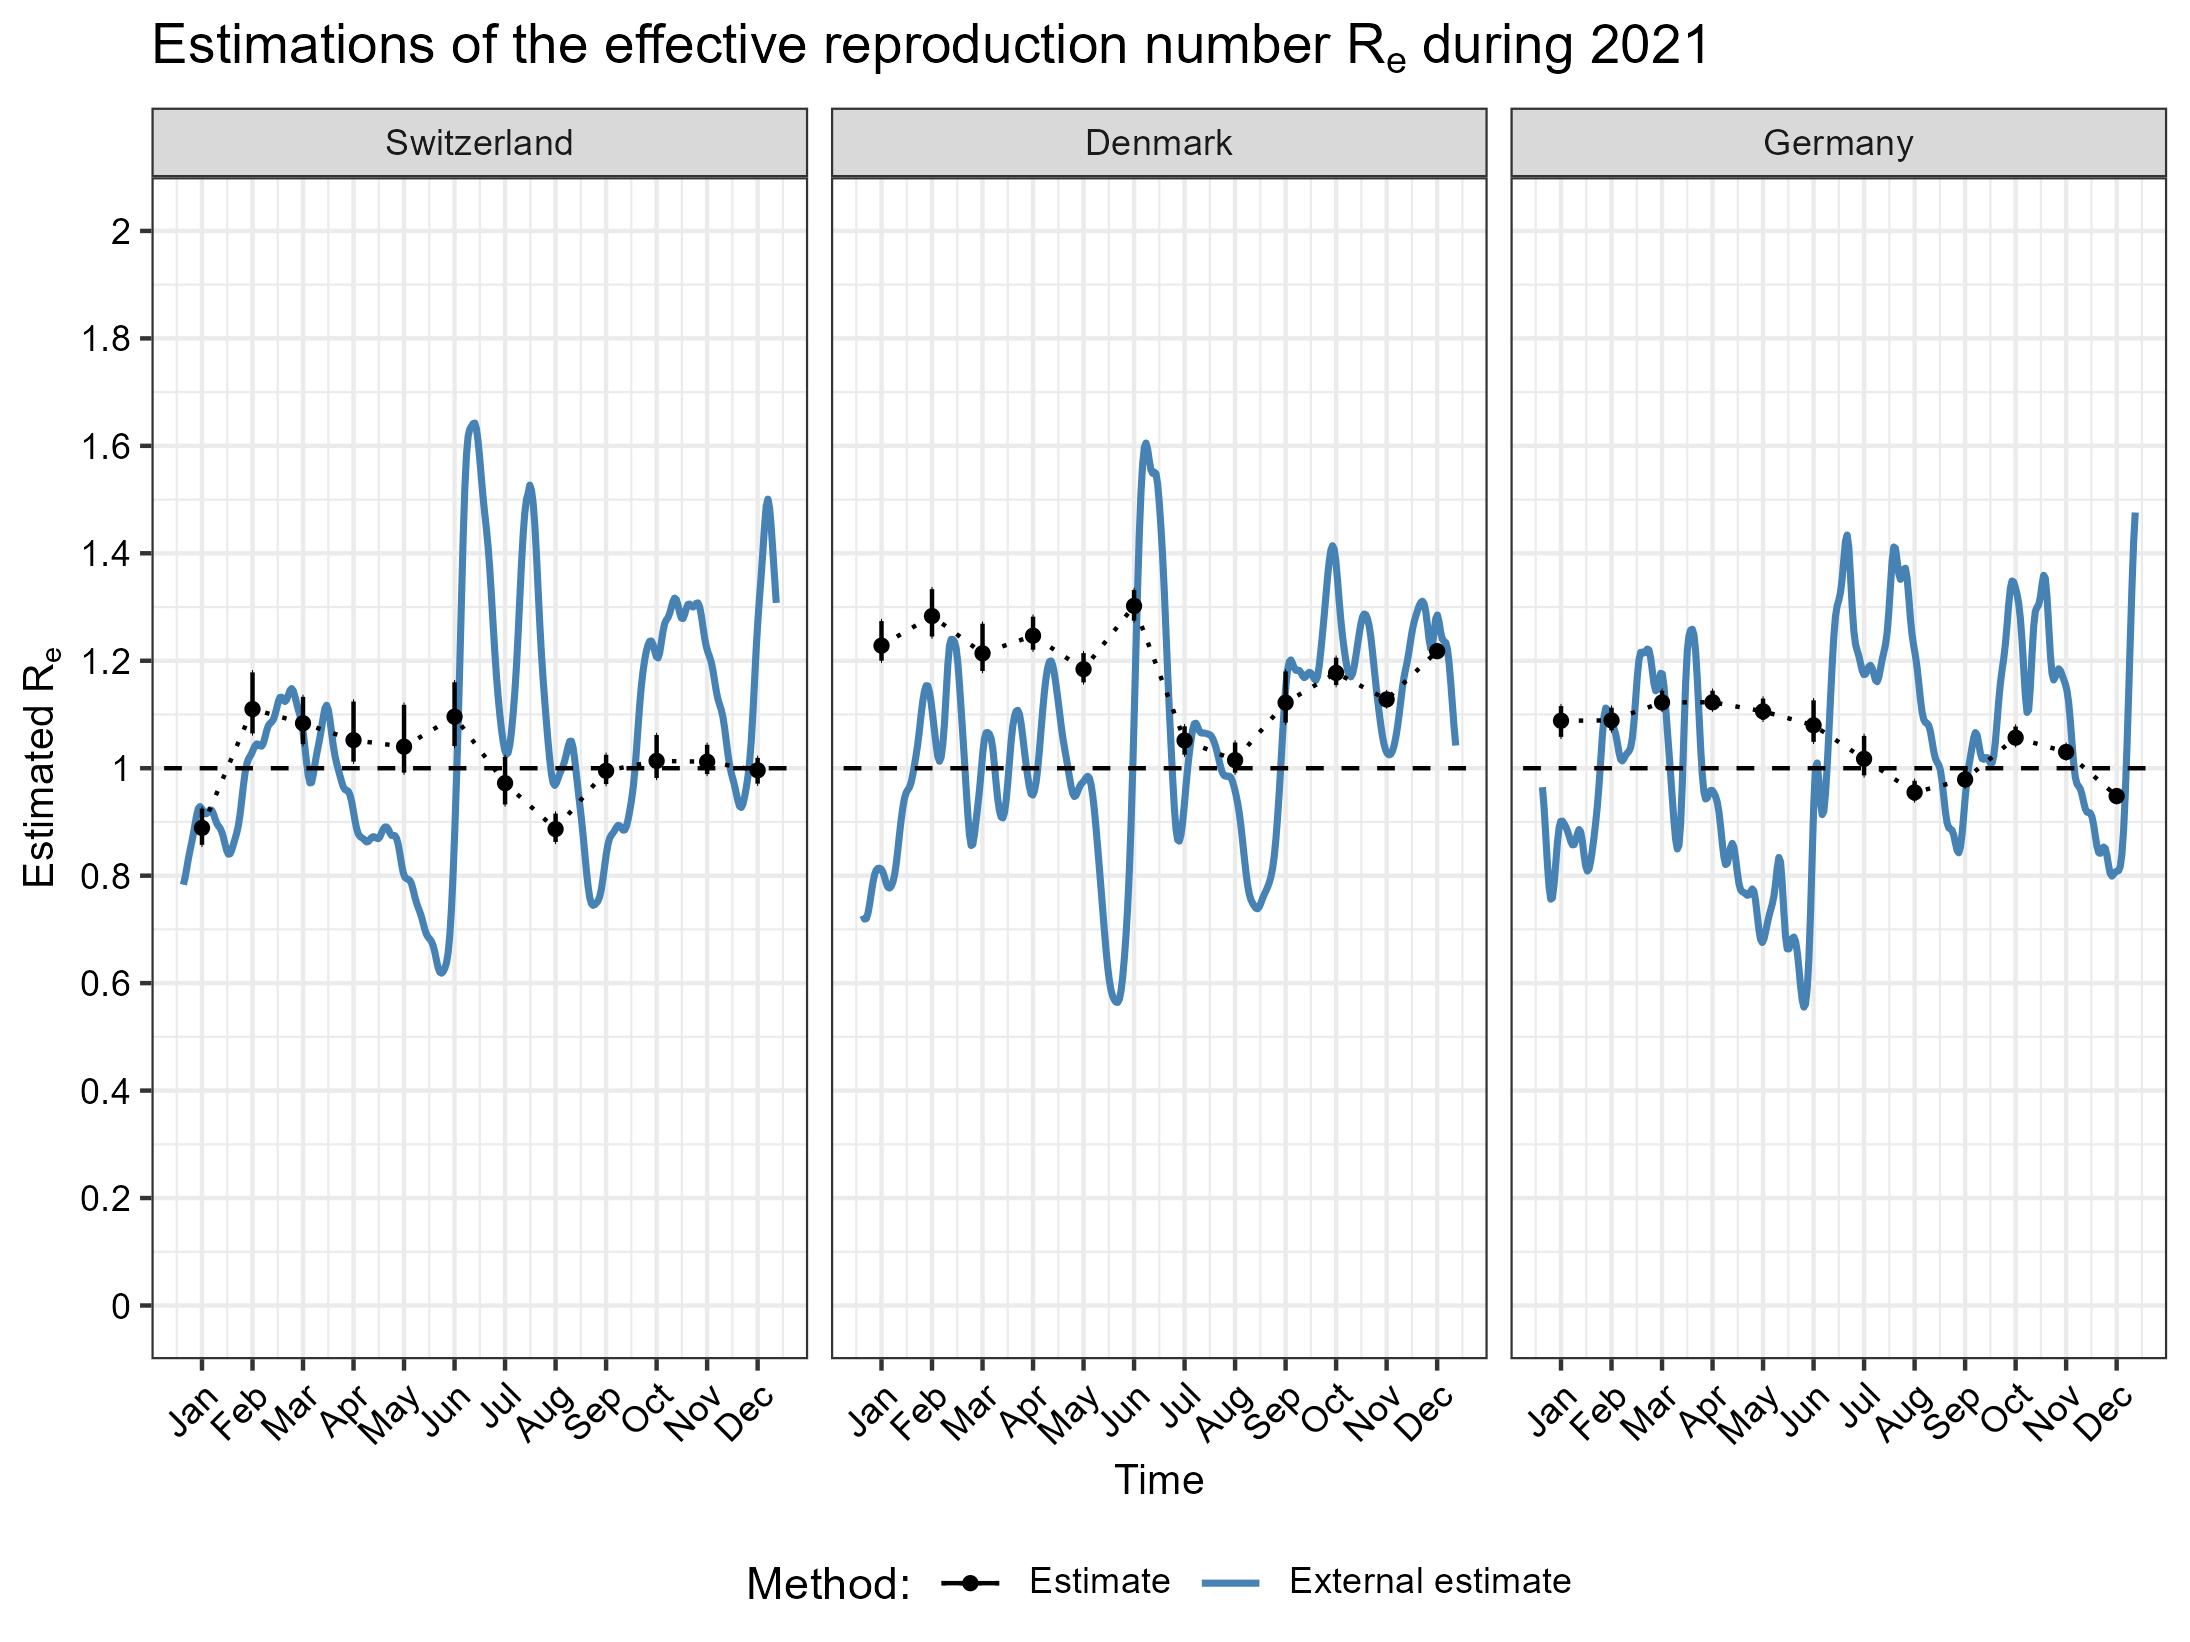 Estimations of the effective reproduction number Re during 2021
Switzerland Denmark Germany
Estimated Re
2
1.8
1.6
1.4
1.2
1
0.8
0.6
0.4
0.2
0
Jan Feb Mar Apr May Jun Jul Aug Sep Oct Nov Dec Jan Feb Mar Apr May Jun Jul Aug Sep Oct Nov Dec Jan Feb Mar Apr May Jun Jul Aug Sep Oct Nov Dec
Time
Method: Estimate External estimate